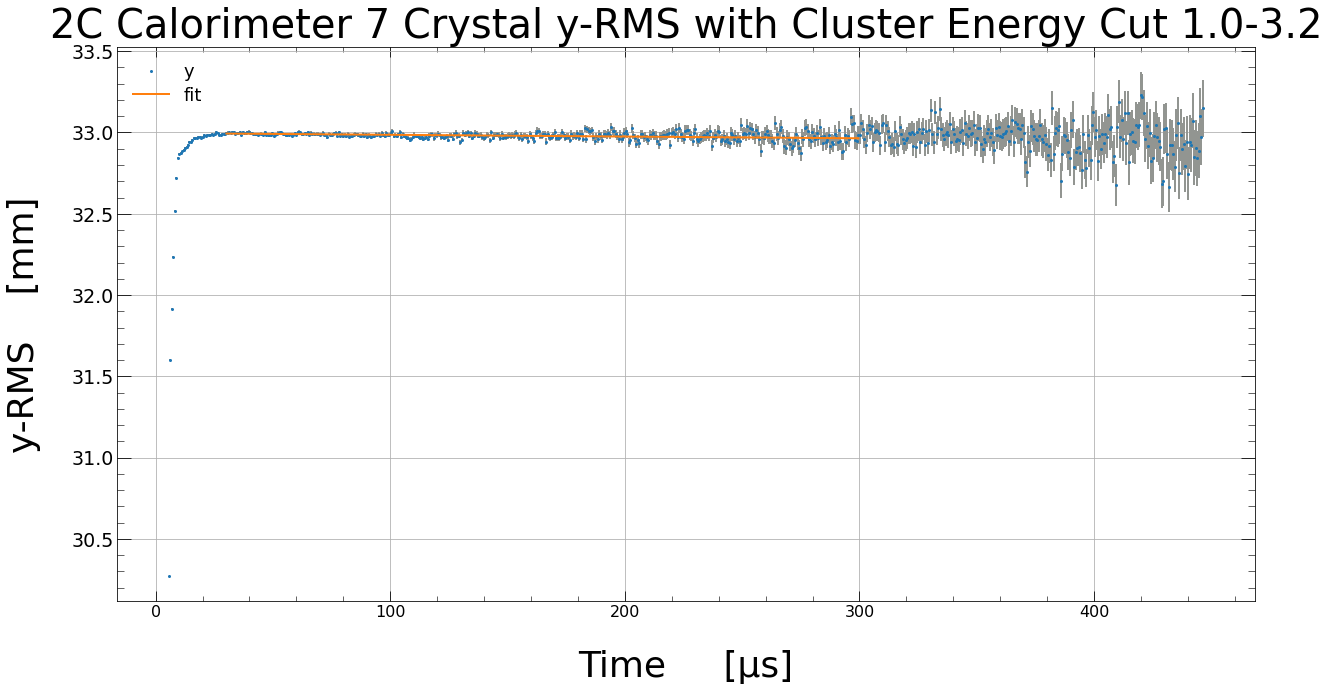 2C Calorimeter 7 Crystal y-RMS with Cluster Energy Cut 1.0-3.2
y
fit
33.5
33.0
32.5
32.0
31.5
31.0
30.5
y-RMS [mm]
0 100 200 300 400
Time [µs]